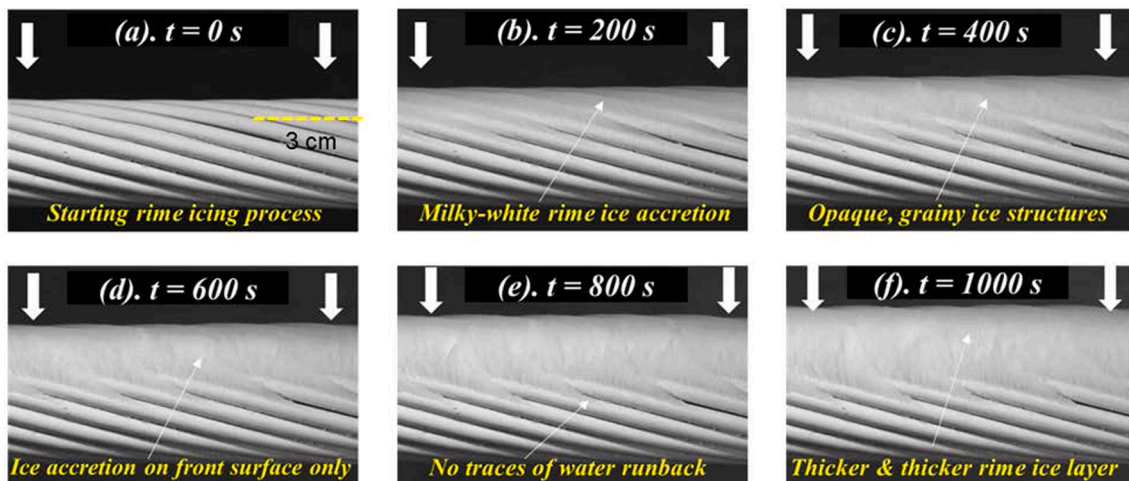 (a). t = 0 s
3 cm
Starting rime icing process
(b). t = 200 s
Milky-white rime ice accretion
(c). t = 400 s
Opaque, grainy ice structures
(d). t = 600 s
Ice accretion on front surface only
(e). t = 800 s
No traces of water runback
(f). t = 1000 s
Thicker & thicker rime ice layer